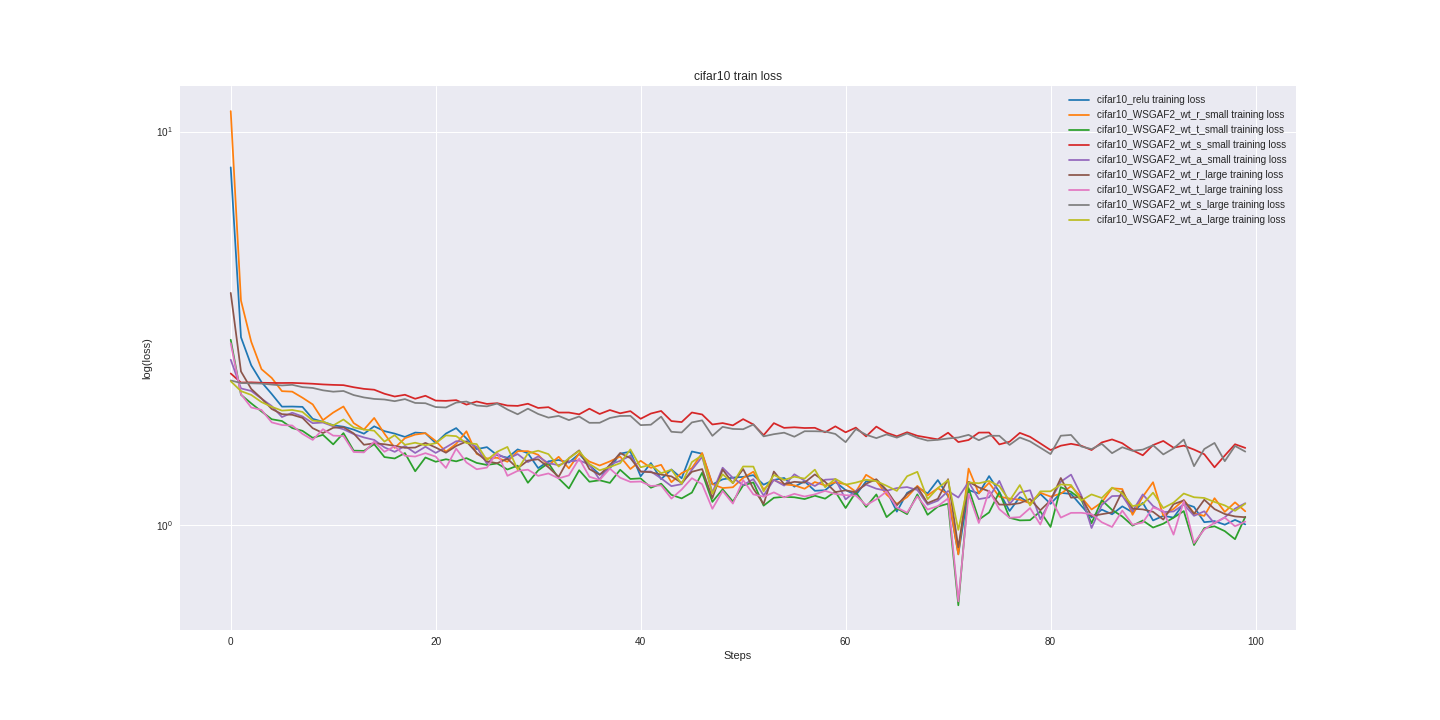 cifar10 train loss
cifar10_relu training loss
cifar10_WSGAF2_wt_r_small training loss
cifar10_WSGAF2_wt_t_small training loss
cifar10_WSGAF2_wt_s_small training loss
cifar10_WSGAF2_wt_a_small training loss
cifar10_WSGAF2_wt_r_large training loss
cifar10_WSGAF2_wt_t_large training loss
cifar10_WSGAF2_wt_s_large training loss
cifar10_WSGAF2_wt_a_large training loss
10¹
log(loss)
10⁰
0 20 40 60 80 100
Steps